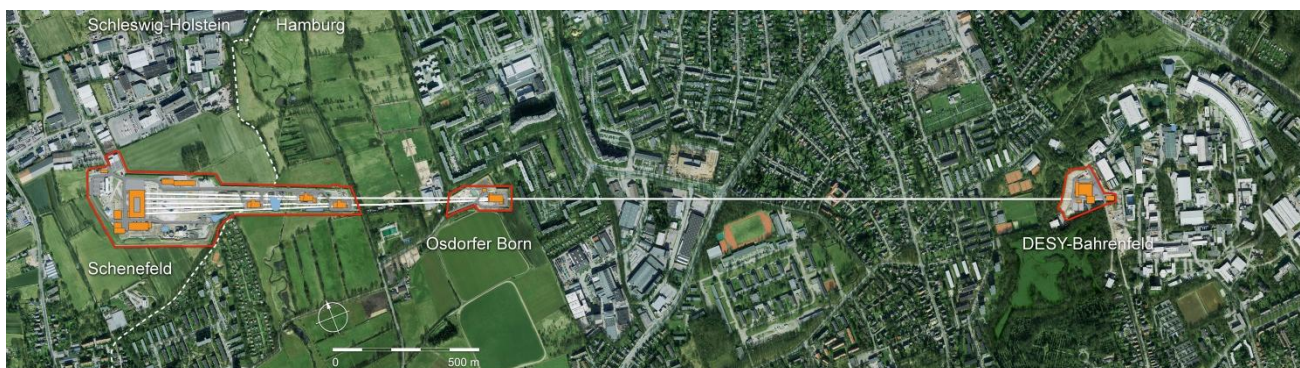 Schleswig-Holstein
Hamburg
Osdorfer Born
DESY-Bahrenfeld
Schenefeld
0
500 m